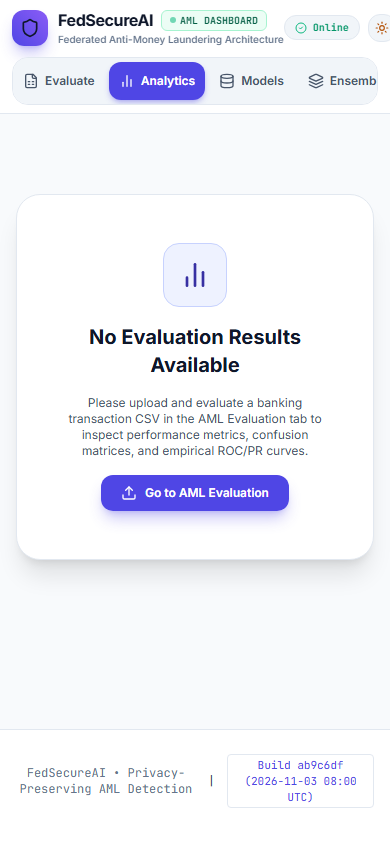 FedSecureAI
AML DASHBOARD
Federated Anti-Money Laundering Architecture
Online
Evaluate
Analytics
Models
Ensemb
No Evaluation Results
Available
Please upload and evaluate a banking
transaction CSV in the AML Evaluation tab to
inspect performance metrics, confusion
matrices, and empirical ROC/PR curves.
Go to AML Evaluation
FedSecureAI • Privacy-
Preserving AML Detection
|
Build ab9c6df
(2026-11-03 08:00
UTC)